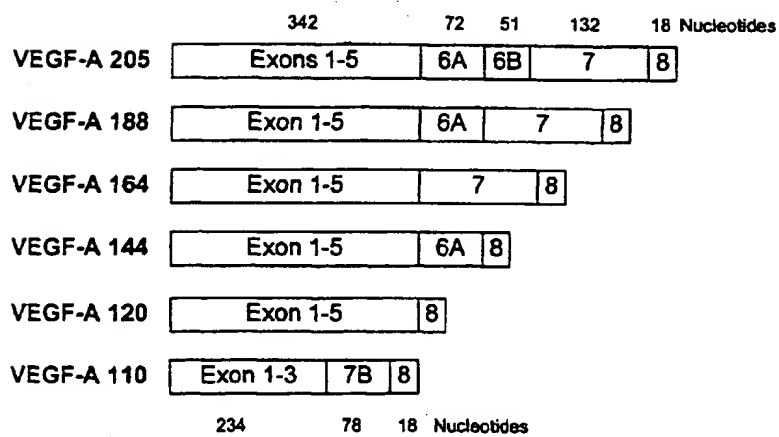 342 72 51 132 18 Nucleotides
VEGF-A 205 Exons 1-5 6A 6B 7 8
VEGF-A 188 Exon 1-5 6A 7 8
VEGF-A 164 Exon 1-5 7 8
VEGF-A 144 Exon 1-5 6A 8
VEGF-A 120 Exon 1-5 8
VEGF-A 110 Exon 1-3 7B 8
234 78 18 Nucleotides